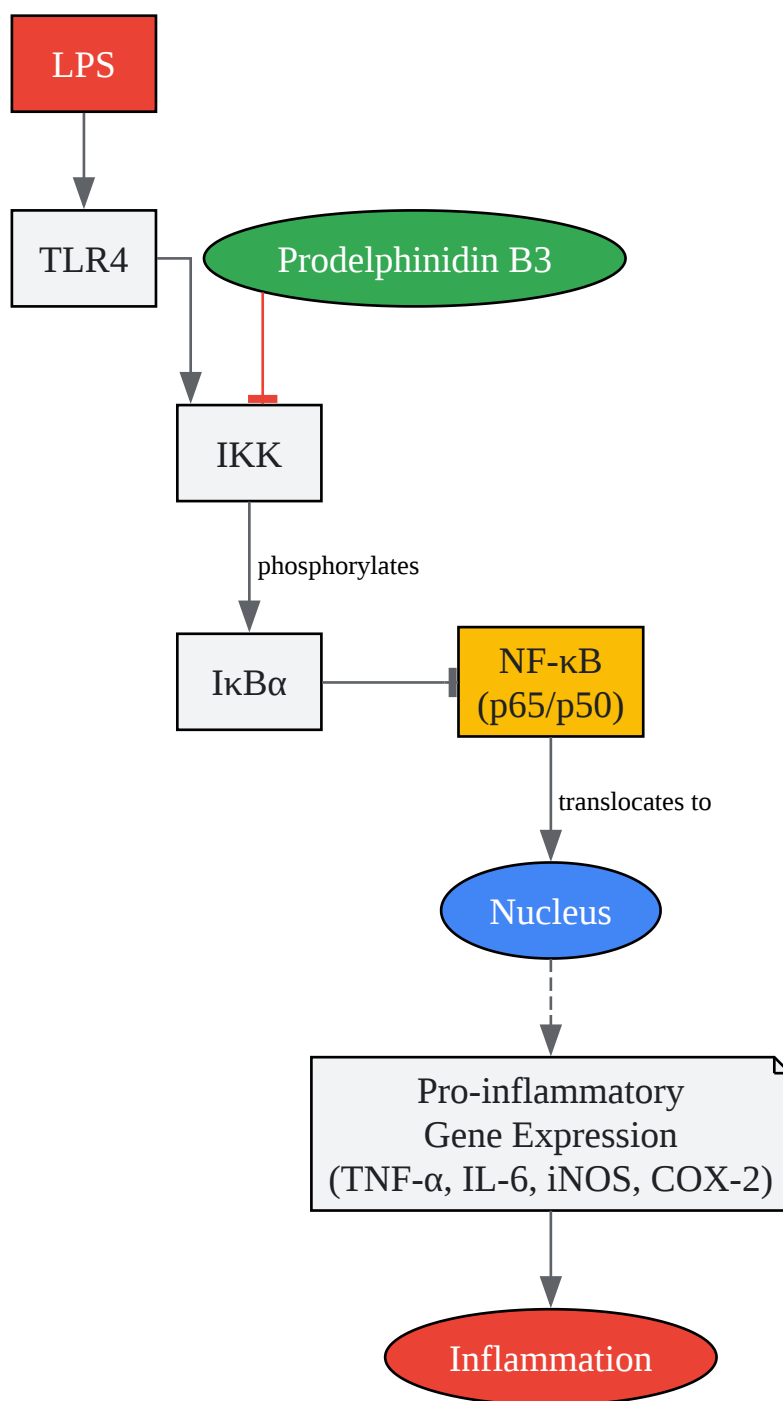 LPS
TLR4
Prodelphinidin B3
IKK
phosphorylates
IκBα
NF-κB
(p65/p50)
translocates to
Nucleus
Pro-inflammatory
Gene Expression
(TNF-α, IL-6, iNOS, COX-2)
Inflammation